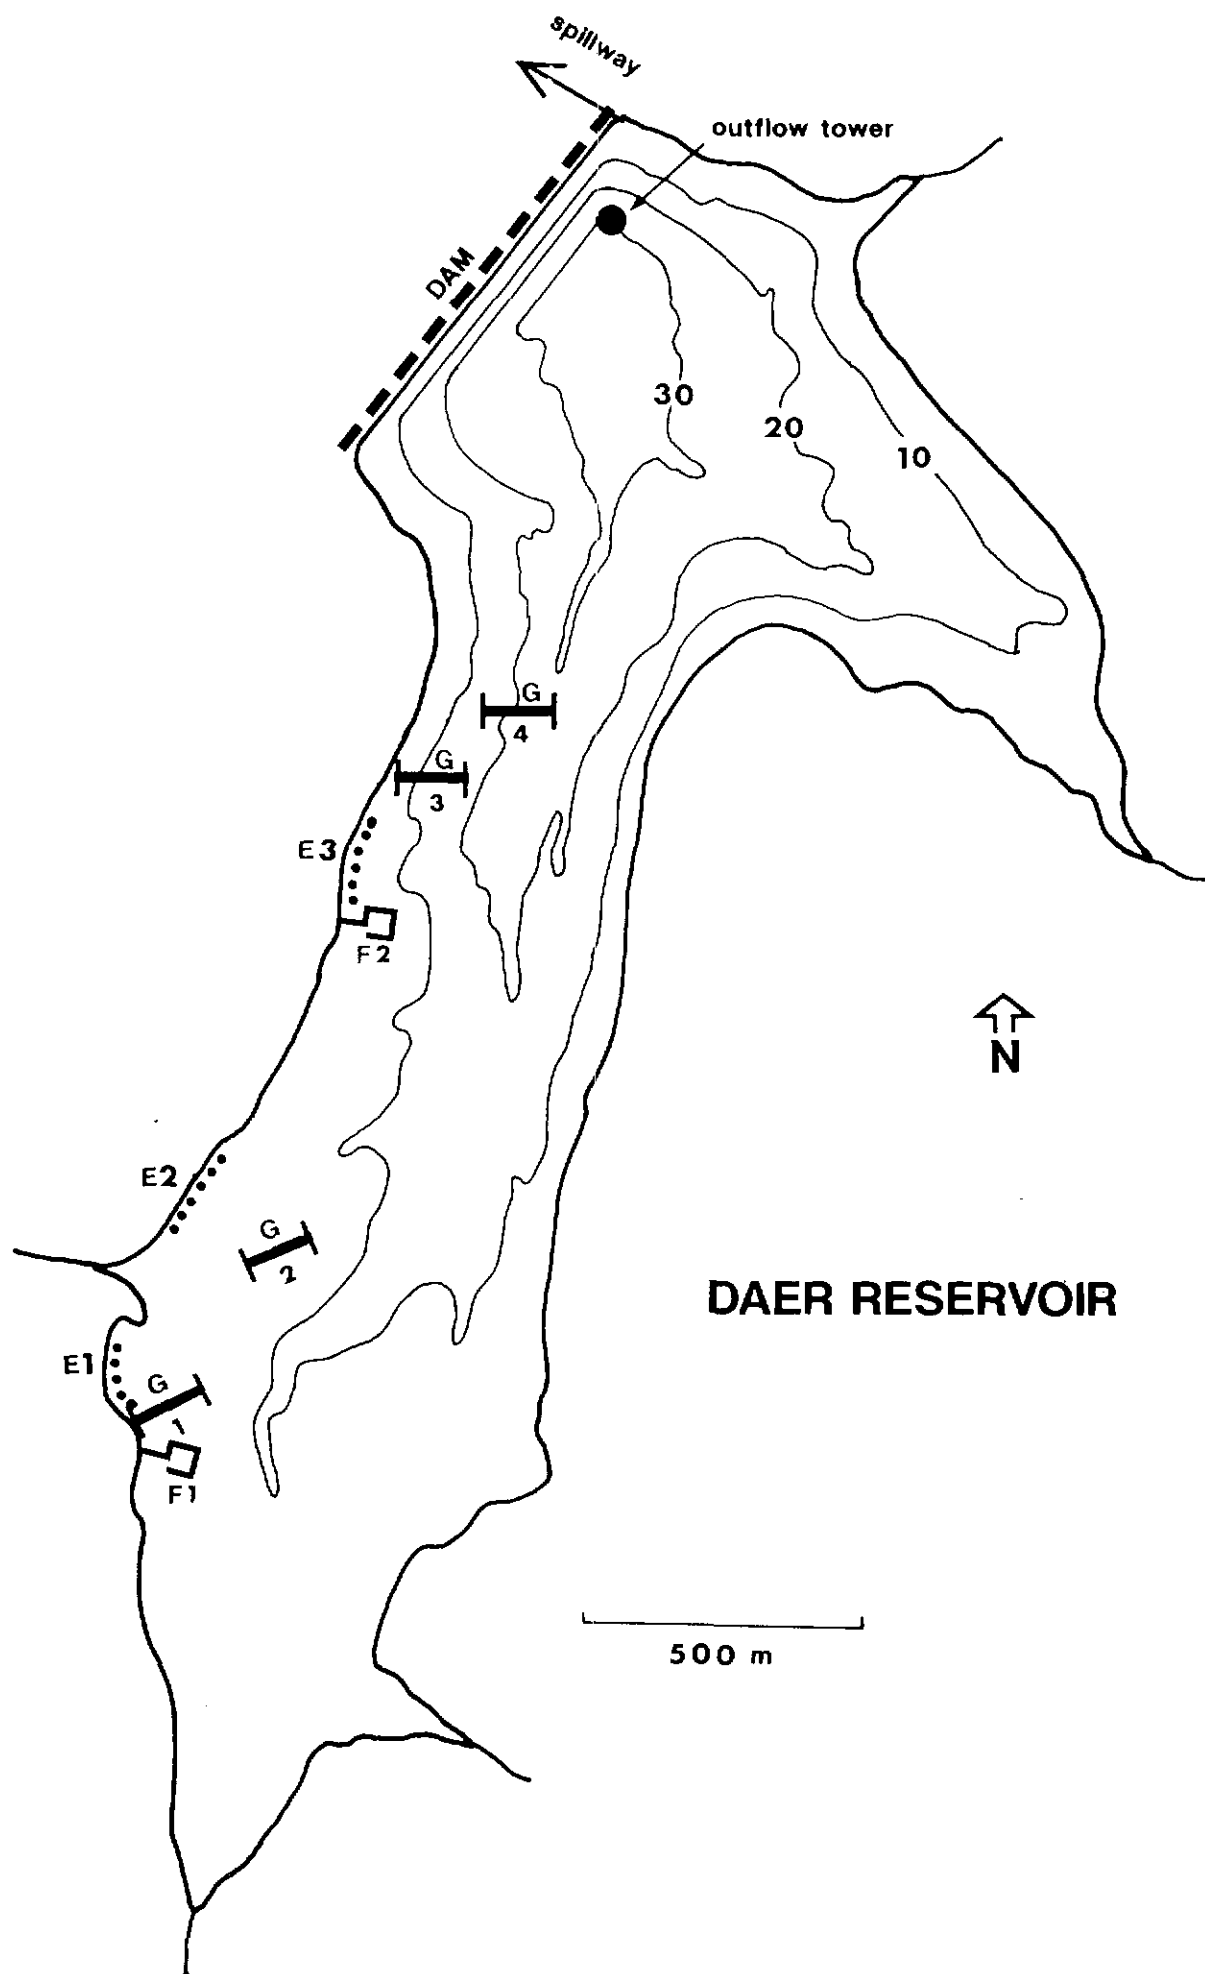 spillway
outflow tower
DAM
30
20
10
G
4
G
3
E3
F2
N
E2
G
2
DAER RESERVOIR
E1
G
1
F1
500 m